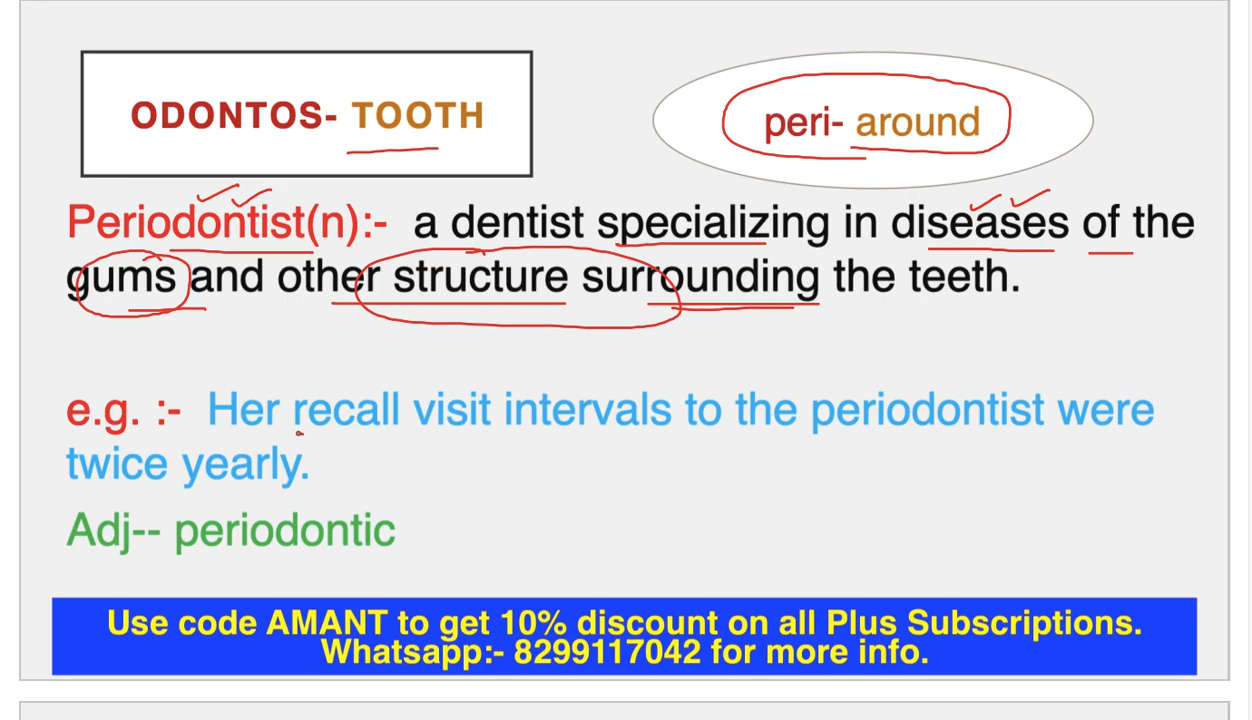 ODONTOS- TOOTH
peri- around
Periodontist(n):- a dentist specializing in diseases of the
gums and other structure surrounding the teeth.
e.g. :- Her recall visit intervals to the periodontist were
twice yearly.
Adj-- periodontic
Use code AMANT to get 10% discount on all Plus Subscriptions.
Whatsapp:- 8299117042 for more info.